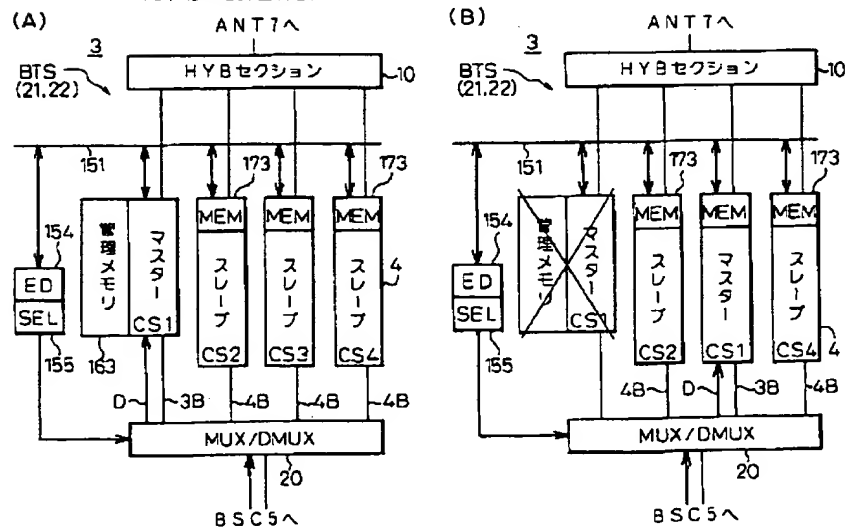 (A)
ANT7へ
3
BTS
(21.22)
HYBセクション
10
151
173
173
154
ED
SEL
155
管理メモリ
マスター
CS1
163
MEM
スレーブ
CS2
MEM
スレーブ
CS3
MEM
スレーブ
CS4
4
D
3B
4B
4B
4B
MUX/DMUX
20
BSC5へ
(B)
ANT7へ
3
BTS
(21.22)
HYBセクション
10
151
173
173
154
ED
SEL
155
管理メモリ
マスター
CS1
MEM
スレーブ
CS2
MEM
マスター
CS1
MEM
スレーブ
CS4
4
4B
D
3B
4B
MUX/DMUX
20
BSC5へ